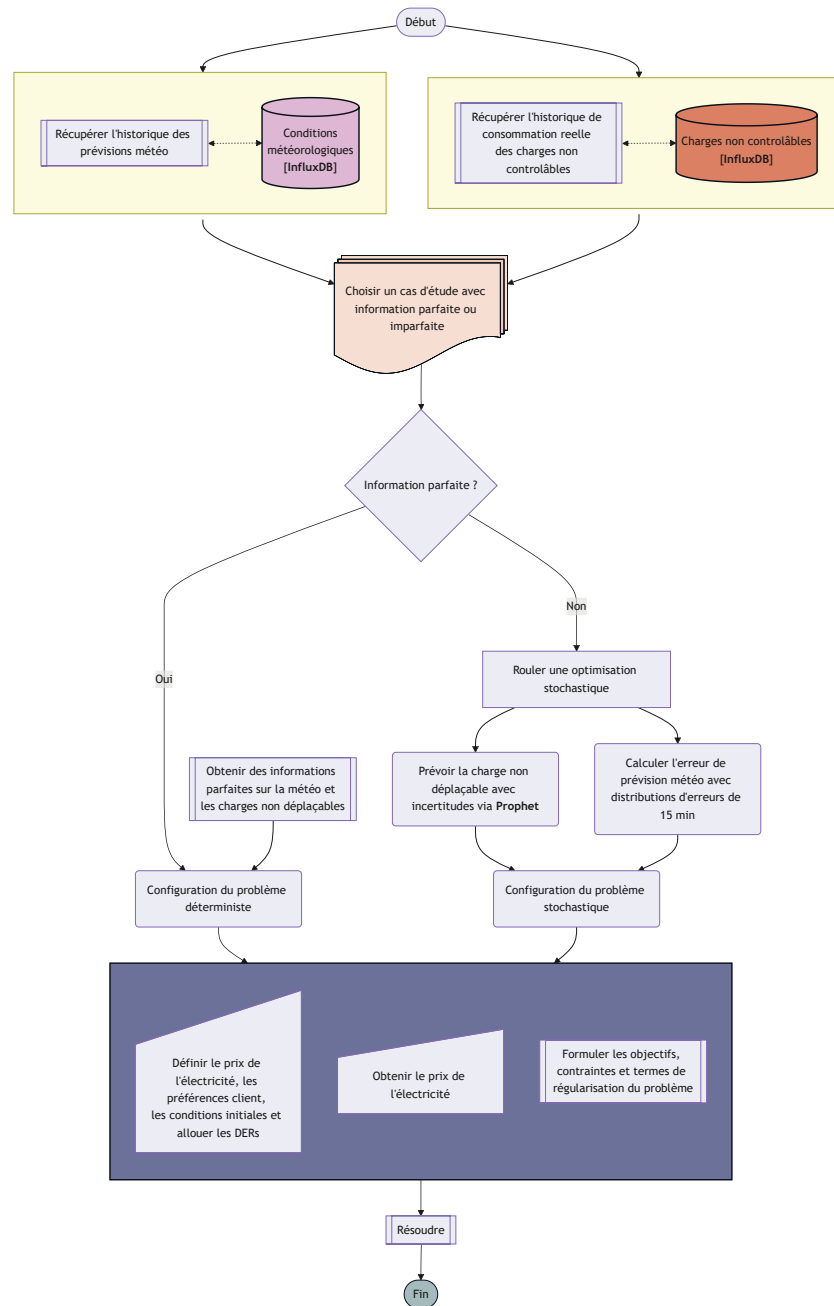 Début
Récupérer l'historique des
prévisions météo
Conditions
météorologiques
[InfluxDB]
Récupérer l'historique de
consommation reelle
des charges non
controlâbles
Charges non controlâbles
[InfluxDB]
Choisir un cas d'étude avec
information parfaite ou
imparfaite
Information parfaite ?
Non
Oui
Rouler une optimisation
stochastique
Obtenir des informations
parfaites sur la météo et
les charges non déplaçables
Prévoir la charge non
déplaçable avec
incertitudes via Prophet
Calculer l'erreur de
prévision météo avec
distributions d'erreurs de
15 min
Configuration du problème
déterministe
Configuration du problème
stochastique
Définir le prix de
l'électricité, les
préférences client,
les conditions initiales et
allouer les DERs
Obtenir le prix de
l'électricité
Formuler les objectifs,
contraintes et termes de
régularisation du problème
Résoudre
Fin